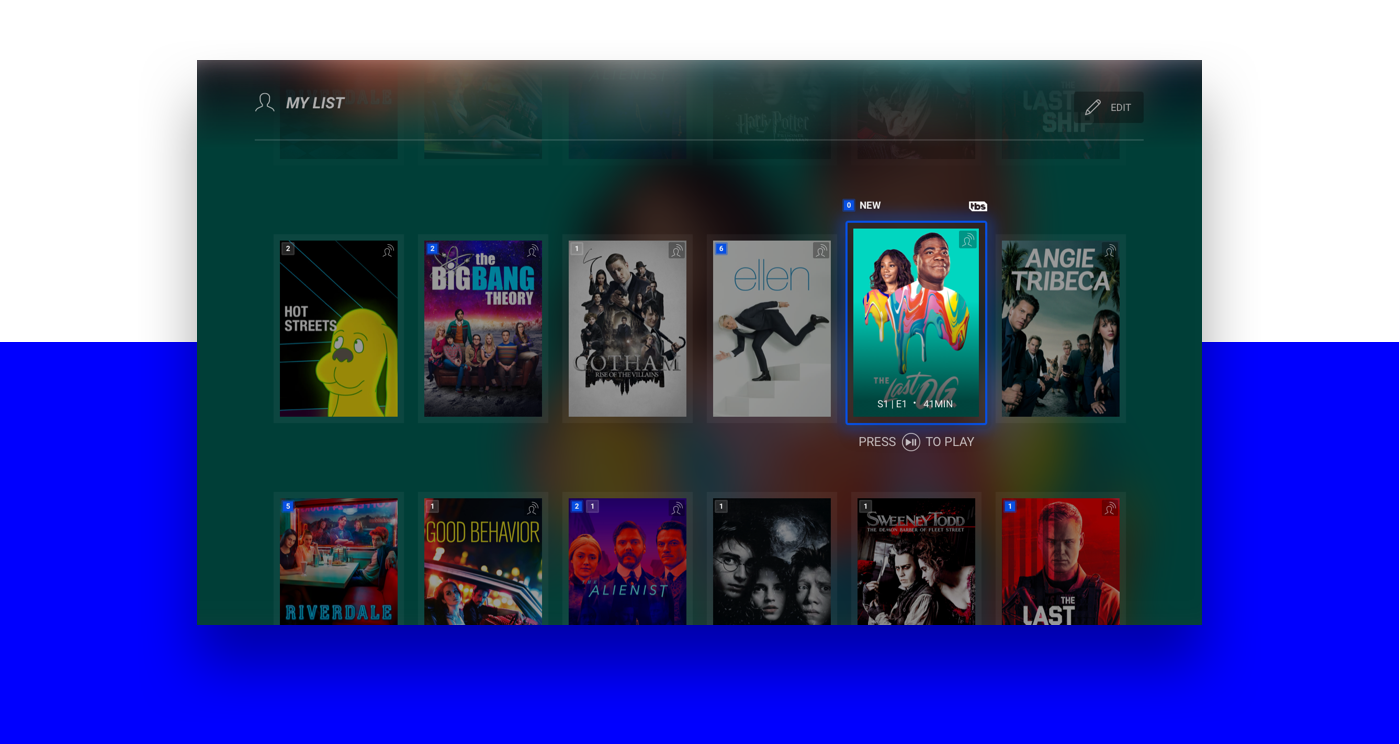 MY LIST
Harry Potter
LAST
SHIP
EDIT
0 NEW
tbs
2
HOT
STREETS
2
the
BIGBANG
THEORY
1
GOTHAM
RISE OF THE VILLAINS
6
ellen
THE
last OG
S1 | E1 • 41MIN
ANGIE
TRIBECA
PRESS TO PLAY
5
RIVERDALE
1
GOOD BEHAVIOR
2 1
ALIENIST
1
1
SWEENEY TODD
THE DEMON BARBER OF FLEET STREET
1
THE
LAST